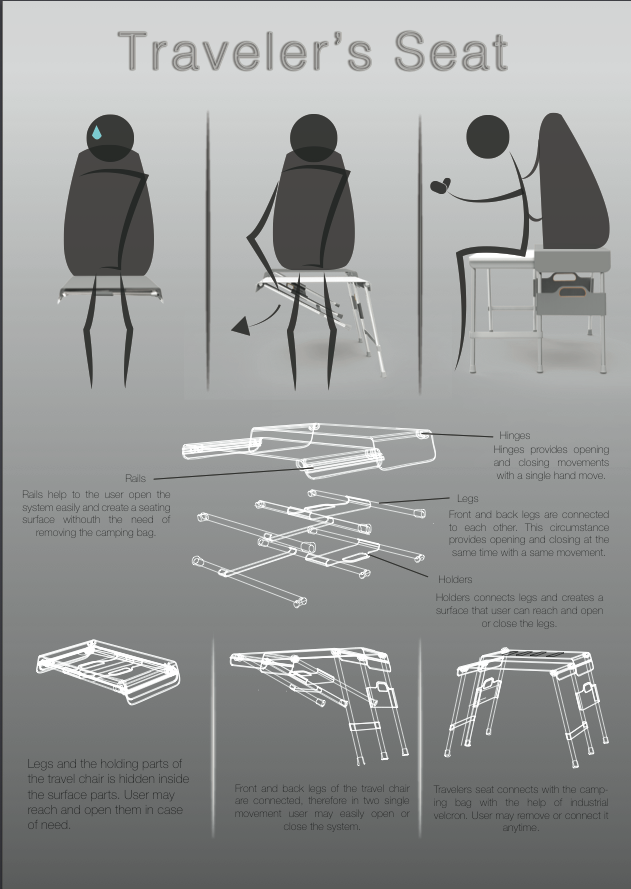 Traveler's Seat
Hinges
Hinges provides opening
and closing movements
with a single hand move.
Rails
Rails help to the user open the
system easily and create a seating
surface withouth the need of
removing the camping bag.
Legs
Front and back legs are connected
to each other. This circumstance
provides opening and closing at the
same time with a same movement.
Holders
Holders connects legs and creates a
surface that user can reach and open
or close the legs.
Legs and the holding parts of
the travel chair is hidden inside
the surface parts. User may
reach and open them in case
of need.
Front and back legs of the travel chair
are connected, therefore in two single
movement user may easily open or
close the system.
Travelers seat connects with the camp-
ing bag with the help of industrial
velcron. User may remove or connect it
anytime.